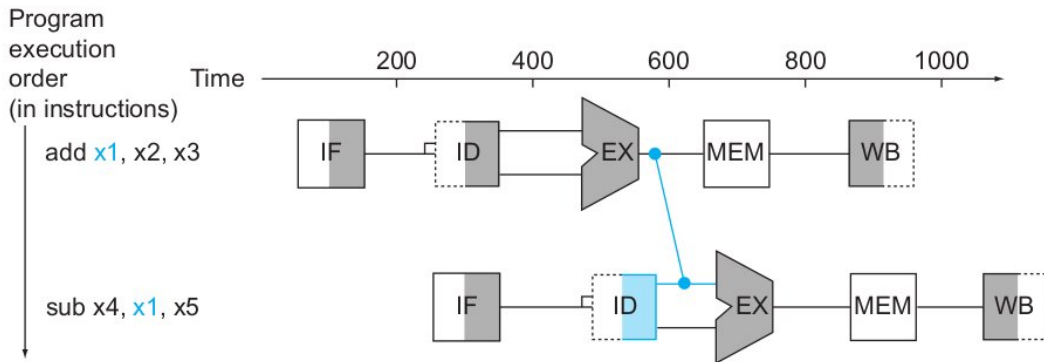 Program
execution
order
(in instructions)
Time
200 400 600 800 1000
add x1, x2, x3
IF ID EX MEM WB
sub x4, x1, x5
IF ID EX MEM WB